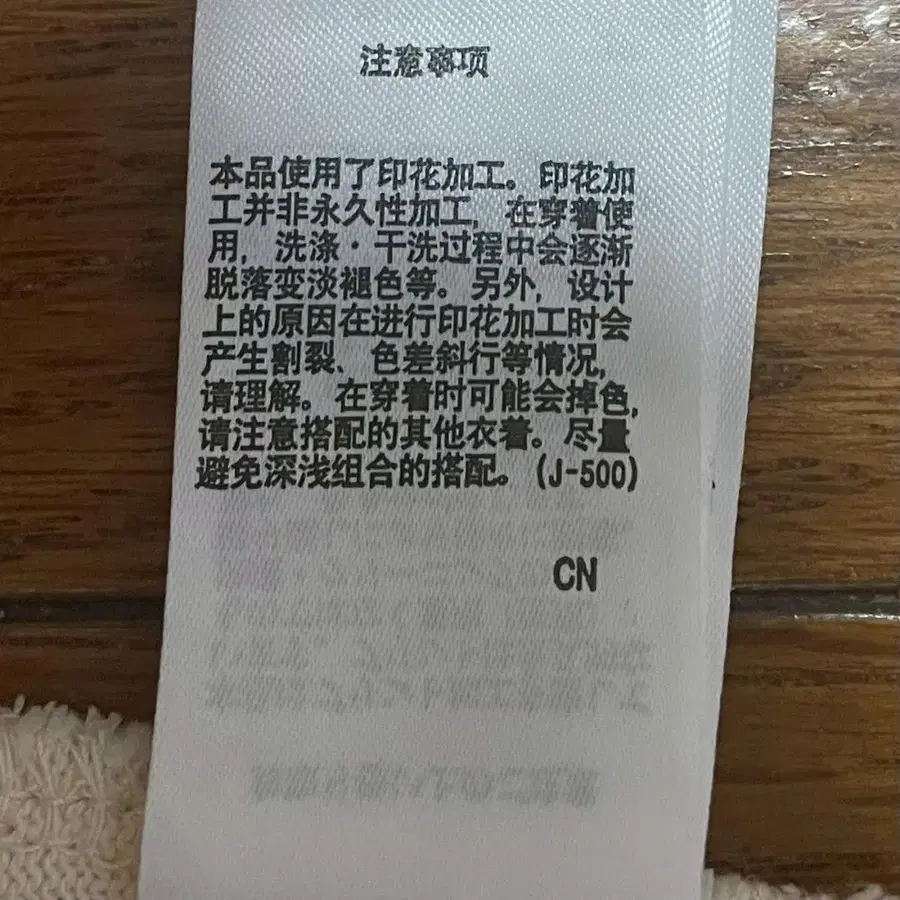 注意事项
本品使用了印花加工。印花加
工并非永久性加工，在穿着使
用，洗涤·干洗过程中会逐渐
脱落变淡褪色等。另外，设计
上的原因在进行印花加工时会
产生割裂、色差斜行等情况，
请理解。在穿着时可能会掉色，
请注意搭配的其他衣着。尽量
避免深浅组合的搭配。(J-500)
CN